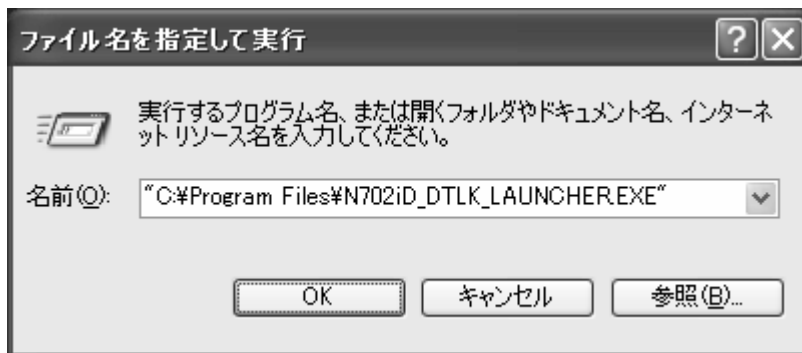 ファイル名を指定して実行
実行するプログラム名、または開くフォルダやドキュメント名、インターネ
ット リソース名を入力してください。
名前(O):
"C:¥Program Files¥N702iD_DTLK_LAUNCHER.EXE"
OK
キャンセル
参照(B)...